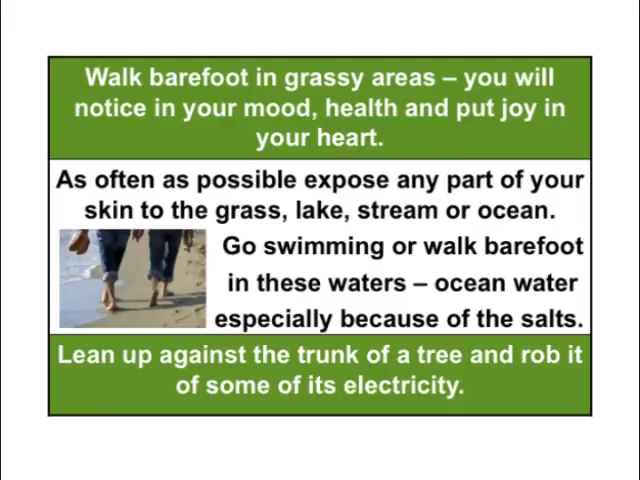 Walk barefoot in grassy areas – you will
notice in your mood, health and put joy in
your heart.
As often as possible expose any part of your
skin to the grass, lake, stream or ocean.
Go swimming or walk barefoot
in these waters – ocean water
especially because of the salts.
Lean up against the trunk of a tree and rob it
of some of its electricity.